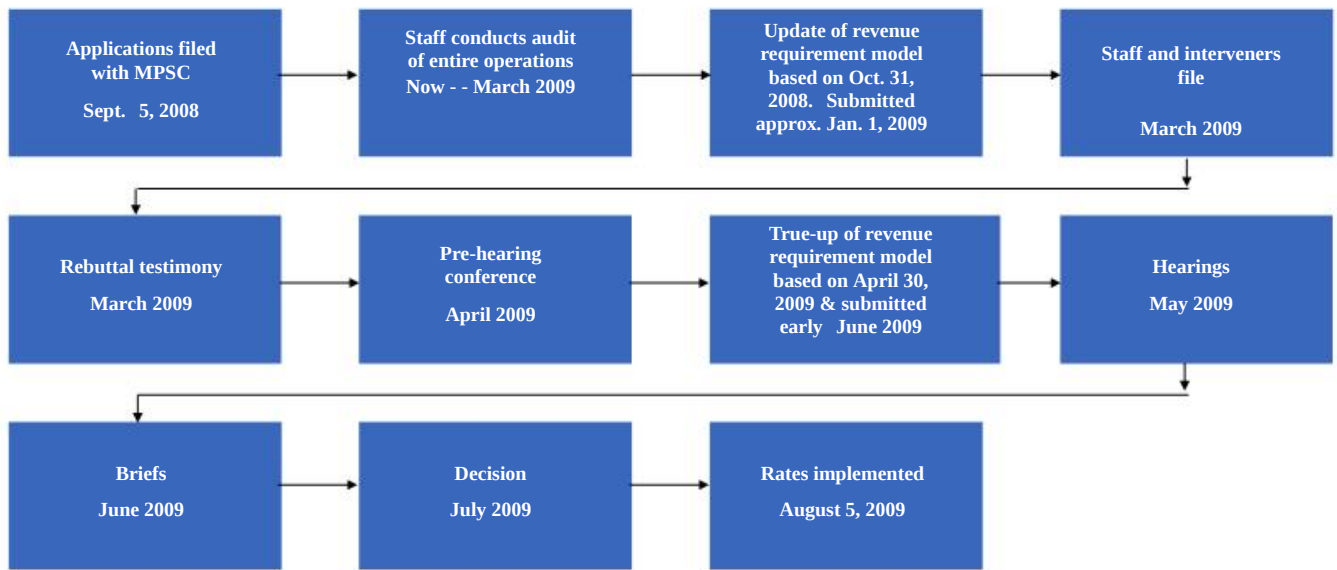 Applications filed
with MPSC
Sept. 5, 2008
Staff conducts audit
of entire operations
Now - - March 2009
Update of revenue
requirement model
based on Oct. 31,
2008. Submitted
approx. Jan. 1, 2009
Staff and interveners
file
March 2009
Rebuttal testimony
March 2009
Pre-hearing
conference
April 2009
True-up of revenue
requirement model
based on April 30,
2009 & submitted
early June 2009
Hearings
May 2009
Briefs
June 2009
Decision
July 2009
Rates implemented
August 5, 2009